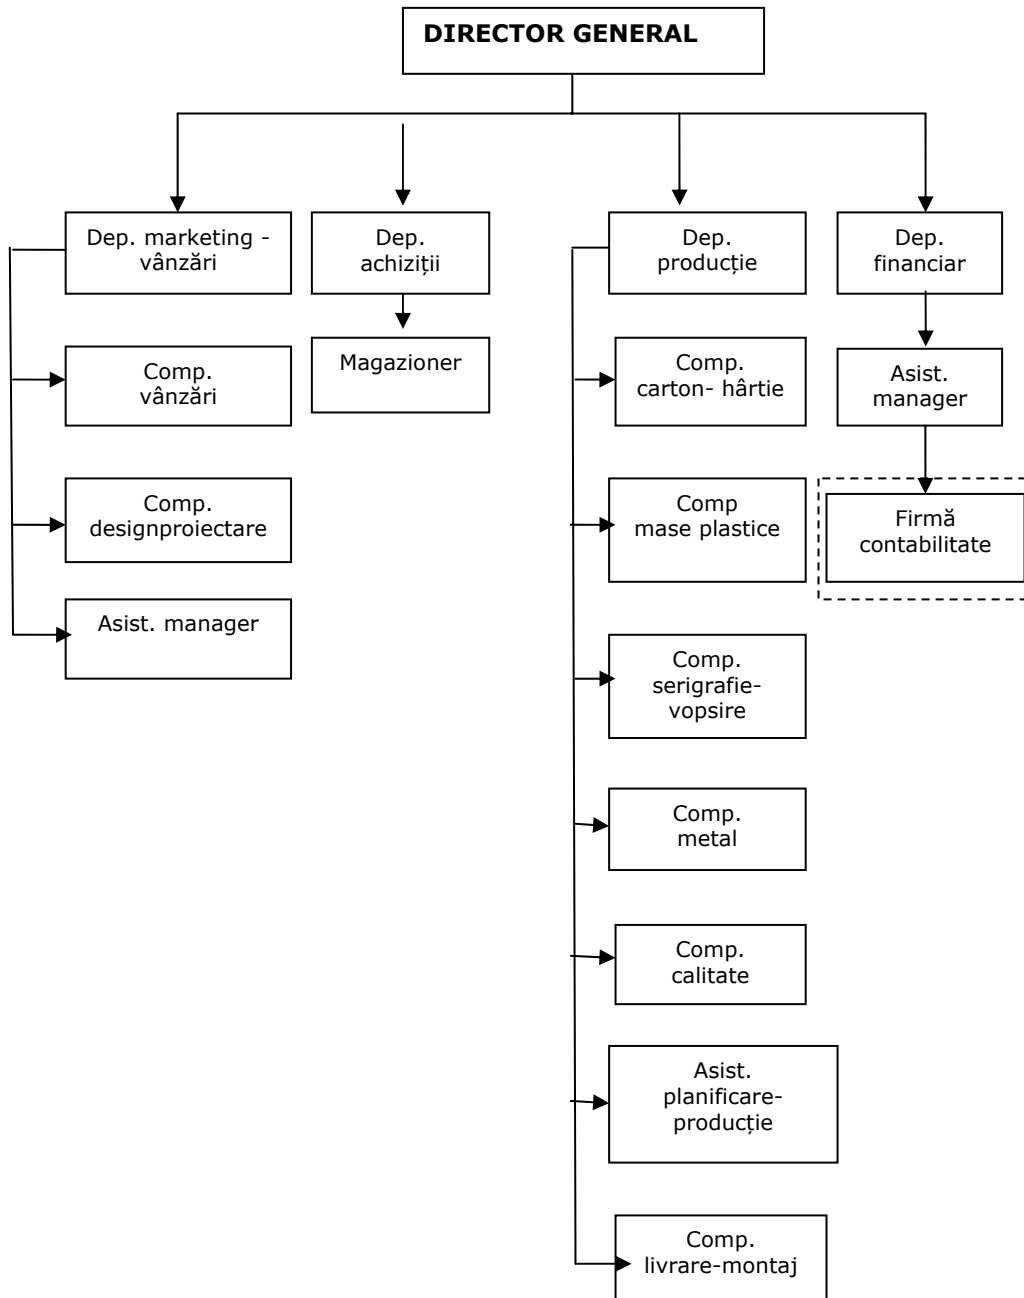 DIRECTOR GENERAL
Dep. marketing -
vânzări
Dep.
achiziții
Dep.
producție
Dep.
financiar
Comp.
vânzări
Magazioner
Comp.
carton- hârtie
Asist.
manager
Comp.
designproiectare
Comp
mase plastice
Firmă
contabilitate
Asist. manager
Comp.
serigrafie-
vopsire
Comp.
metal
Comp.
calitate
Asist.
planificare-
producție
Comp.
livrare-montaj